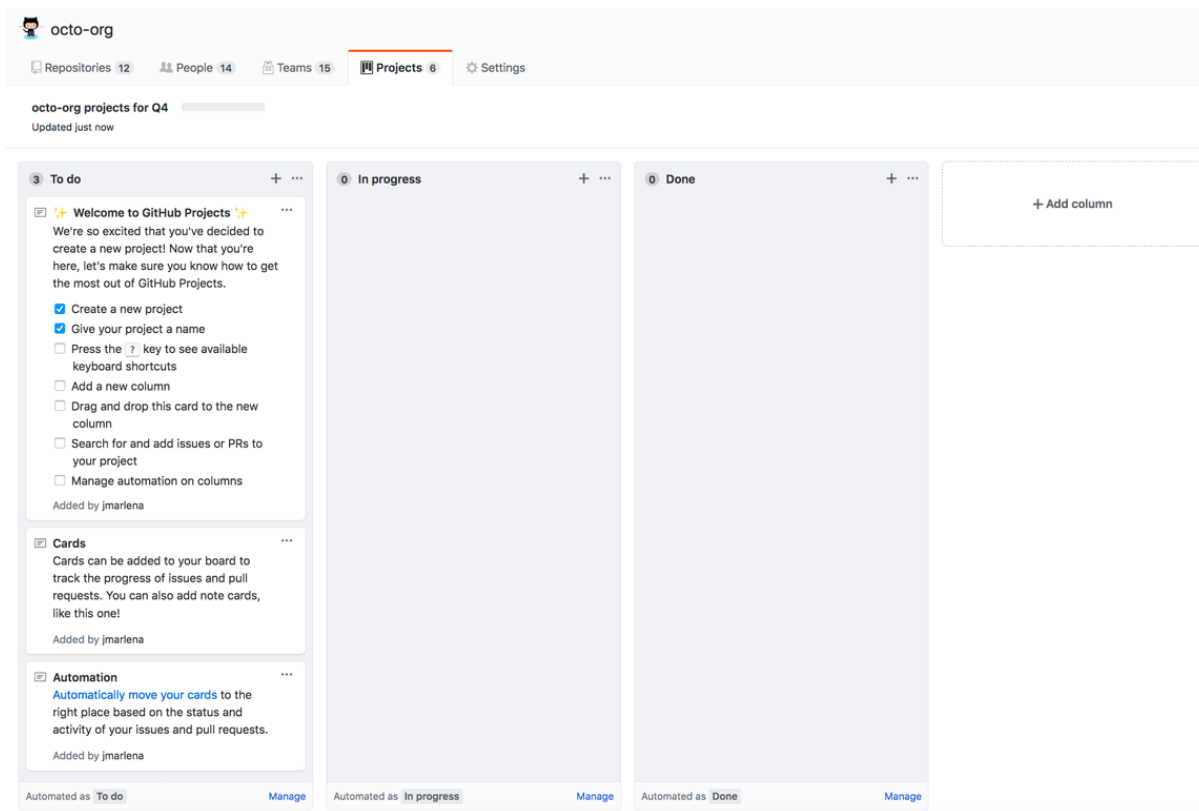 octo-org
Repositories 12 People 14 Teams 15 Projects 6 Settings
octo-org projects for Q4
Updated just now
3 To do
✨ Welcome to GitHub Projects ✨
We're so excited that you've decided to
create a new project! Now that you're
here, let's make sure you know how to get
the most out of GitHub Projects.
Create a new project
Give your project a name
Press the ? key to see available
keyboard shortcuts
Add a new column
Drag and drop this card to the new
column
Search for and add issues or PRs to
your project
Manage automation on columns
Added by jmarlena
Cards
Cards can be added to your board to
track the progress of issues and pull
requests. You can also add note cards,
like this one!
Added by jmarlena
Automation
Automatically move your cards to the
right place based on the status and
activity of your issues and pull requests.
Added by jmarlena
Automated as To do Manage
0 In progress
Automated as In progress Manage
0 Done
Automated as Done Manage
+ Add column